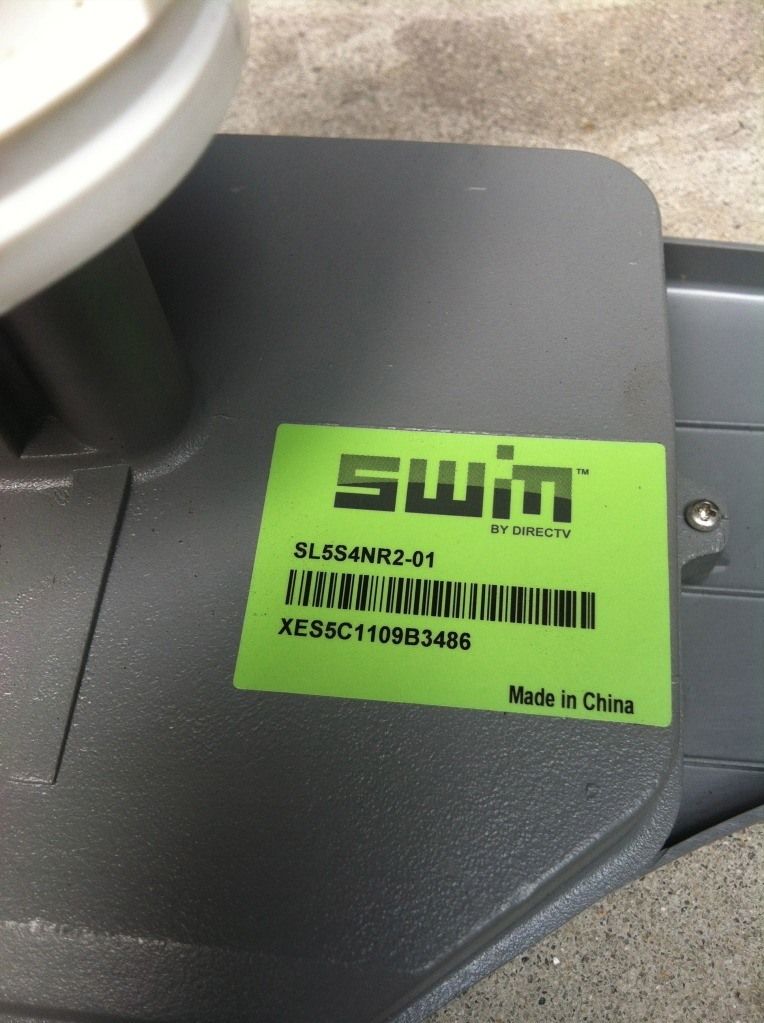 swim™
BY DIRECTV
SL5S4NR2-01
XES5C1109B3486
Made in China